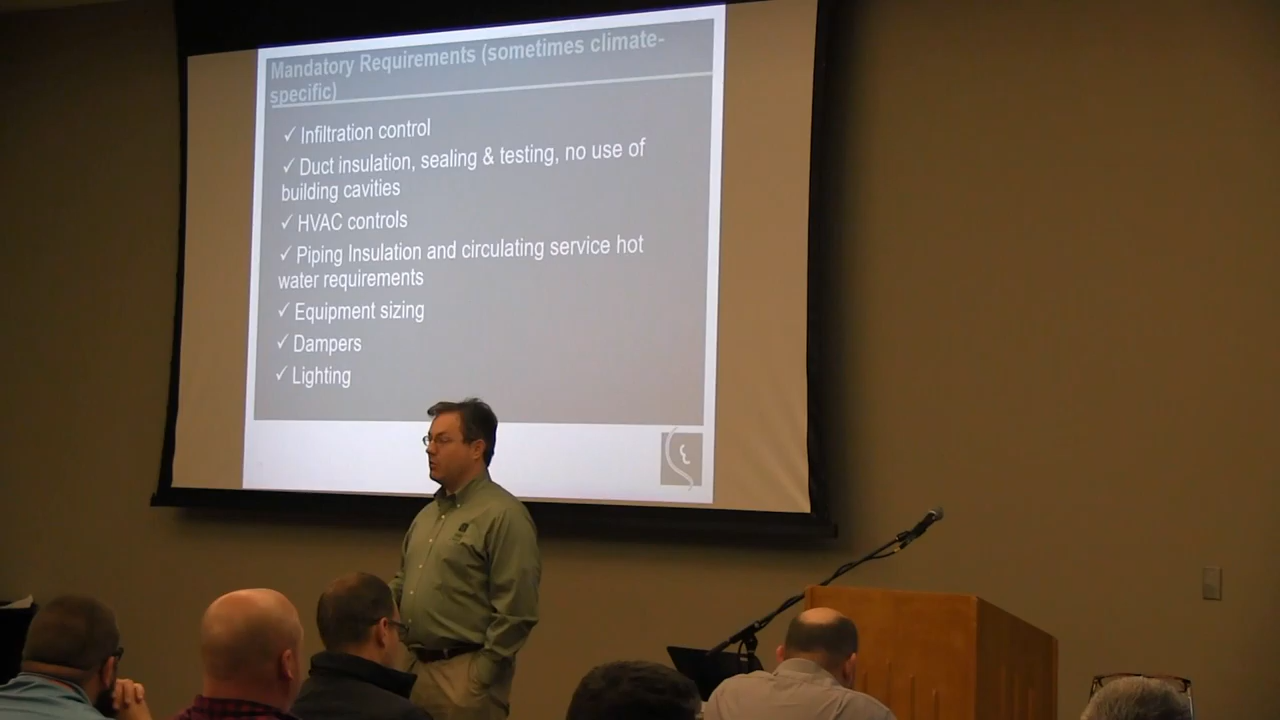 Mandatory Requirements (sometimes climate-
specific)
✓ Infiltration control
✓ Duct insulation, sealing & testing, no use of
building cavities
✓ HVAC controls
✓ Piping Insulation and circulating service hot
water requirements
✓ Equipment sizing
✓ Dampers
✓ Lighting